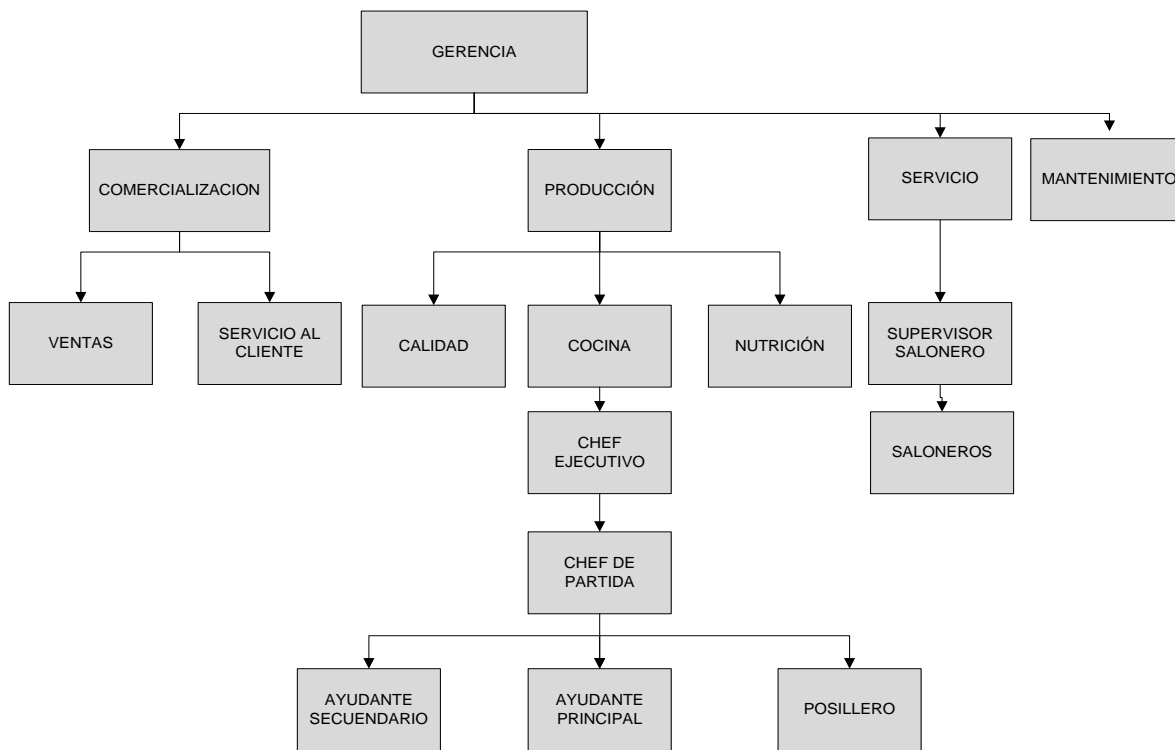 GERENCIA
COMERCIALIZACION
PRODUCCIÓN
SERVICIO
MANTENIMIENTO
VENTAS
SERVICIO AL
CLIENTE
CALIDAD
COCINA
NUTRICIÓN
SUPERVISOR
SALONERO
CHEF
EJECUTIVO
SALONEROS
CHEF DE
PARTIDA
AYUDANTE
SECUENDARIO
AYUDANTE
PRINCIPAL
POSILLERO